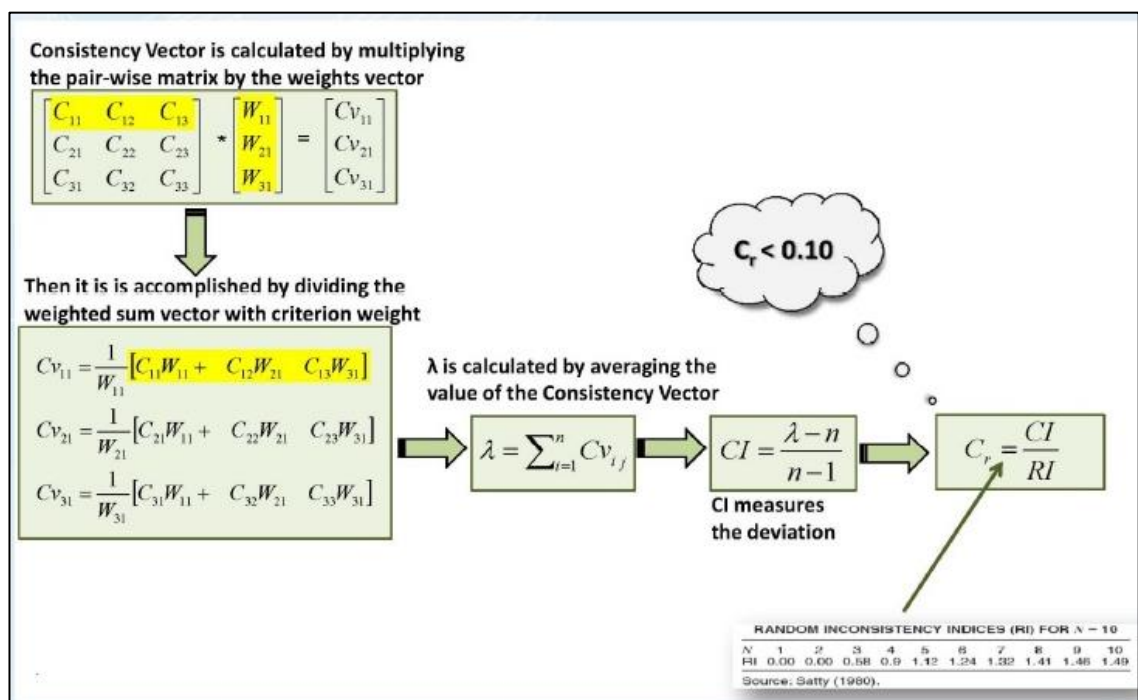 Consistency Vector is calculated by multiplying
the pair-wise matrix by the weights vector
[C₁₁ C₁₂ C₁₃] [W₁₁] [Cv₁₁]
[C₂₁ C₂₂ C₂₃] * [W₂₁] = [Cv₂₁]
[C₃₁ C₃₂ C₃₃] [W₃₁] [Cv₃₁]
Then it is is accomplished by dividing the
weighted sum vector with criterion weight
Cv₁₁ = 1/W₁₁ [C₁₁W₁₁ + C₁₂W₂₁ C₁₃W₃₁]
Cv₂₁ = 1/W₂₁ [C₂₁W₁₁ + C₂₂W₂₁ C₂₃W₃₁]
Cv₃₁ = 1/W₃₁ [C₃₁W₁₁ + C₃₂W₂₁ C₃₃W₃₁]
λ is calculated by averaging the
value of the Consistency Vector
λ = ∑ⁿᵢ₌₁ Cvᵢⱼ
CI = (λ − n)/(n − 1)
CI measures
the deviation
Cᵣ < 0.10
Cᵣ = CI/RI
RANDOM INCONSISTENCY INDICES (RI) FOR N = 10
N 1 2 3 4 5 6 7 8 9 10
RI 0.00 0.00 0.58 0.9 1.12 1.24 1.32 1.41 1.46 1.49
Source: Satty (1980).